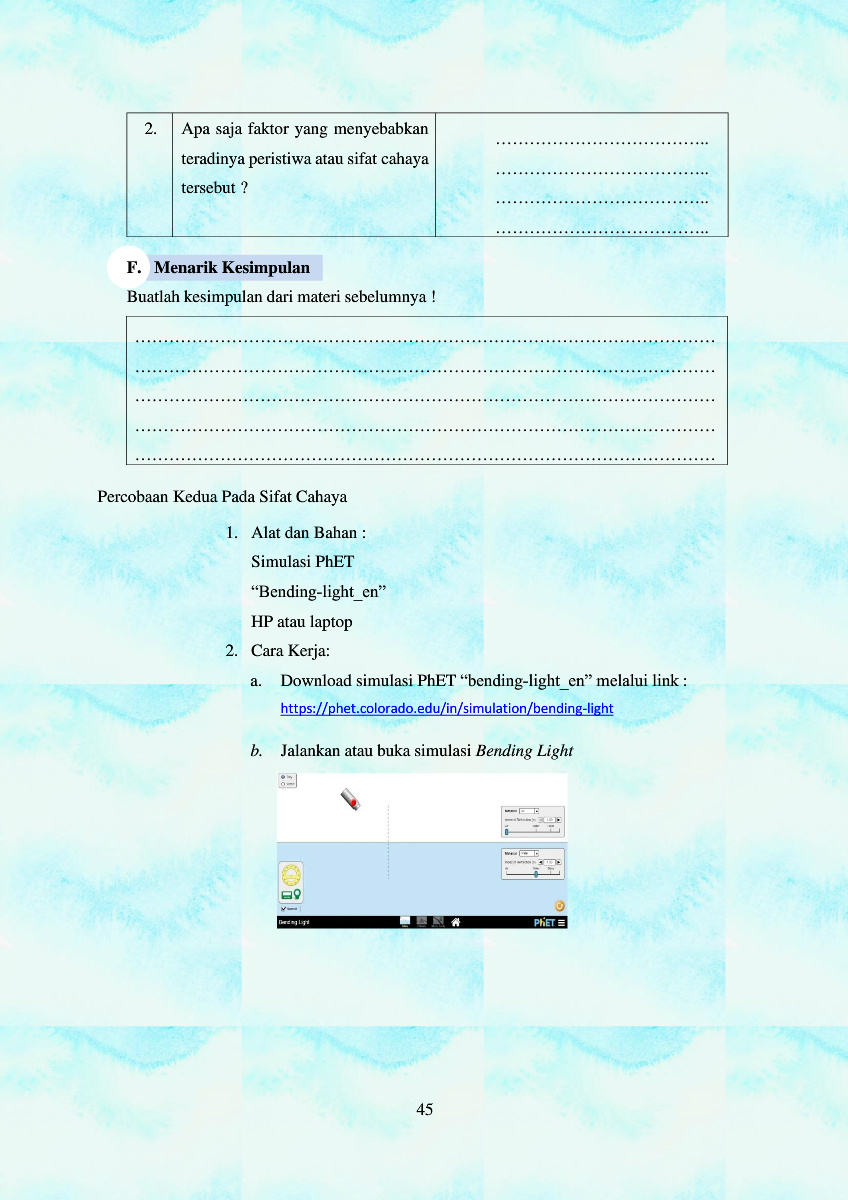 2. Apa saja faktor yang menyebabkan ………………………………..
teradinya peristiwa atau sifat cahaya ………………………………..
tersebut ? ………………………………..
………………………………..
F. Menarik Kesimpulan
Buatlah kesimpulan dari materi sebelumnya !
…………………………………………………………………………………………
…………………………………………………………………………………………
…………………………………………………………………………………………
…………………………………………………………………………………………
…………………………………………………………………………………………
Percobaan Kedua Pada Sifat Cahaya
1. Alat dan Bahan :
Simulasi PhET
“Bending-light_en”
HP atau laptop
2. Cara Kerja:
a. Download simulasi PhET “bending-light_en” melalui link :
https://phet.colorado.edu/in/simulation/bending-light
b. Jalankan atau buka simulasi Bending Light
Normal
Bending Light
PhET
45